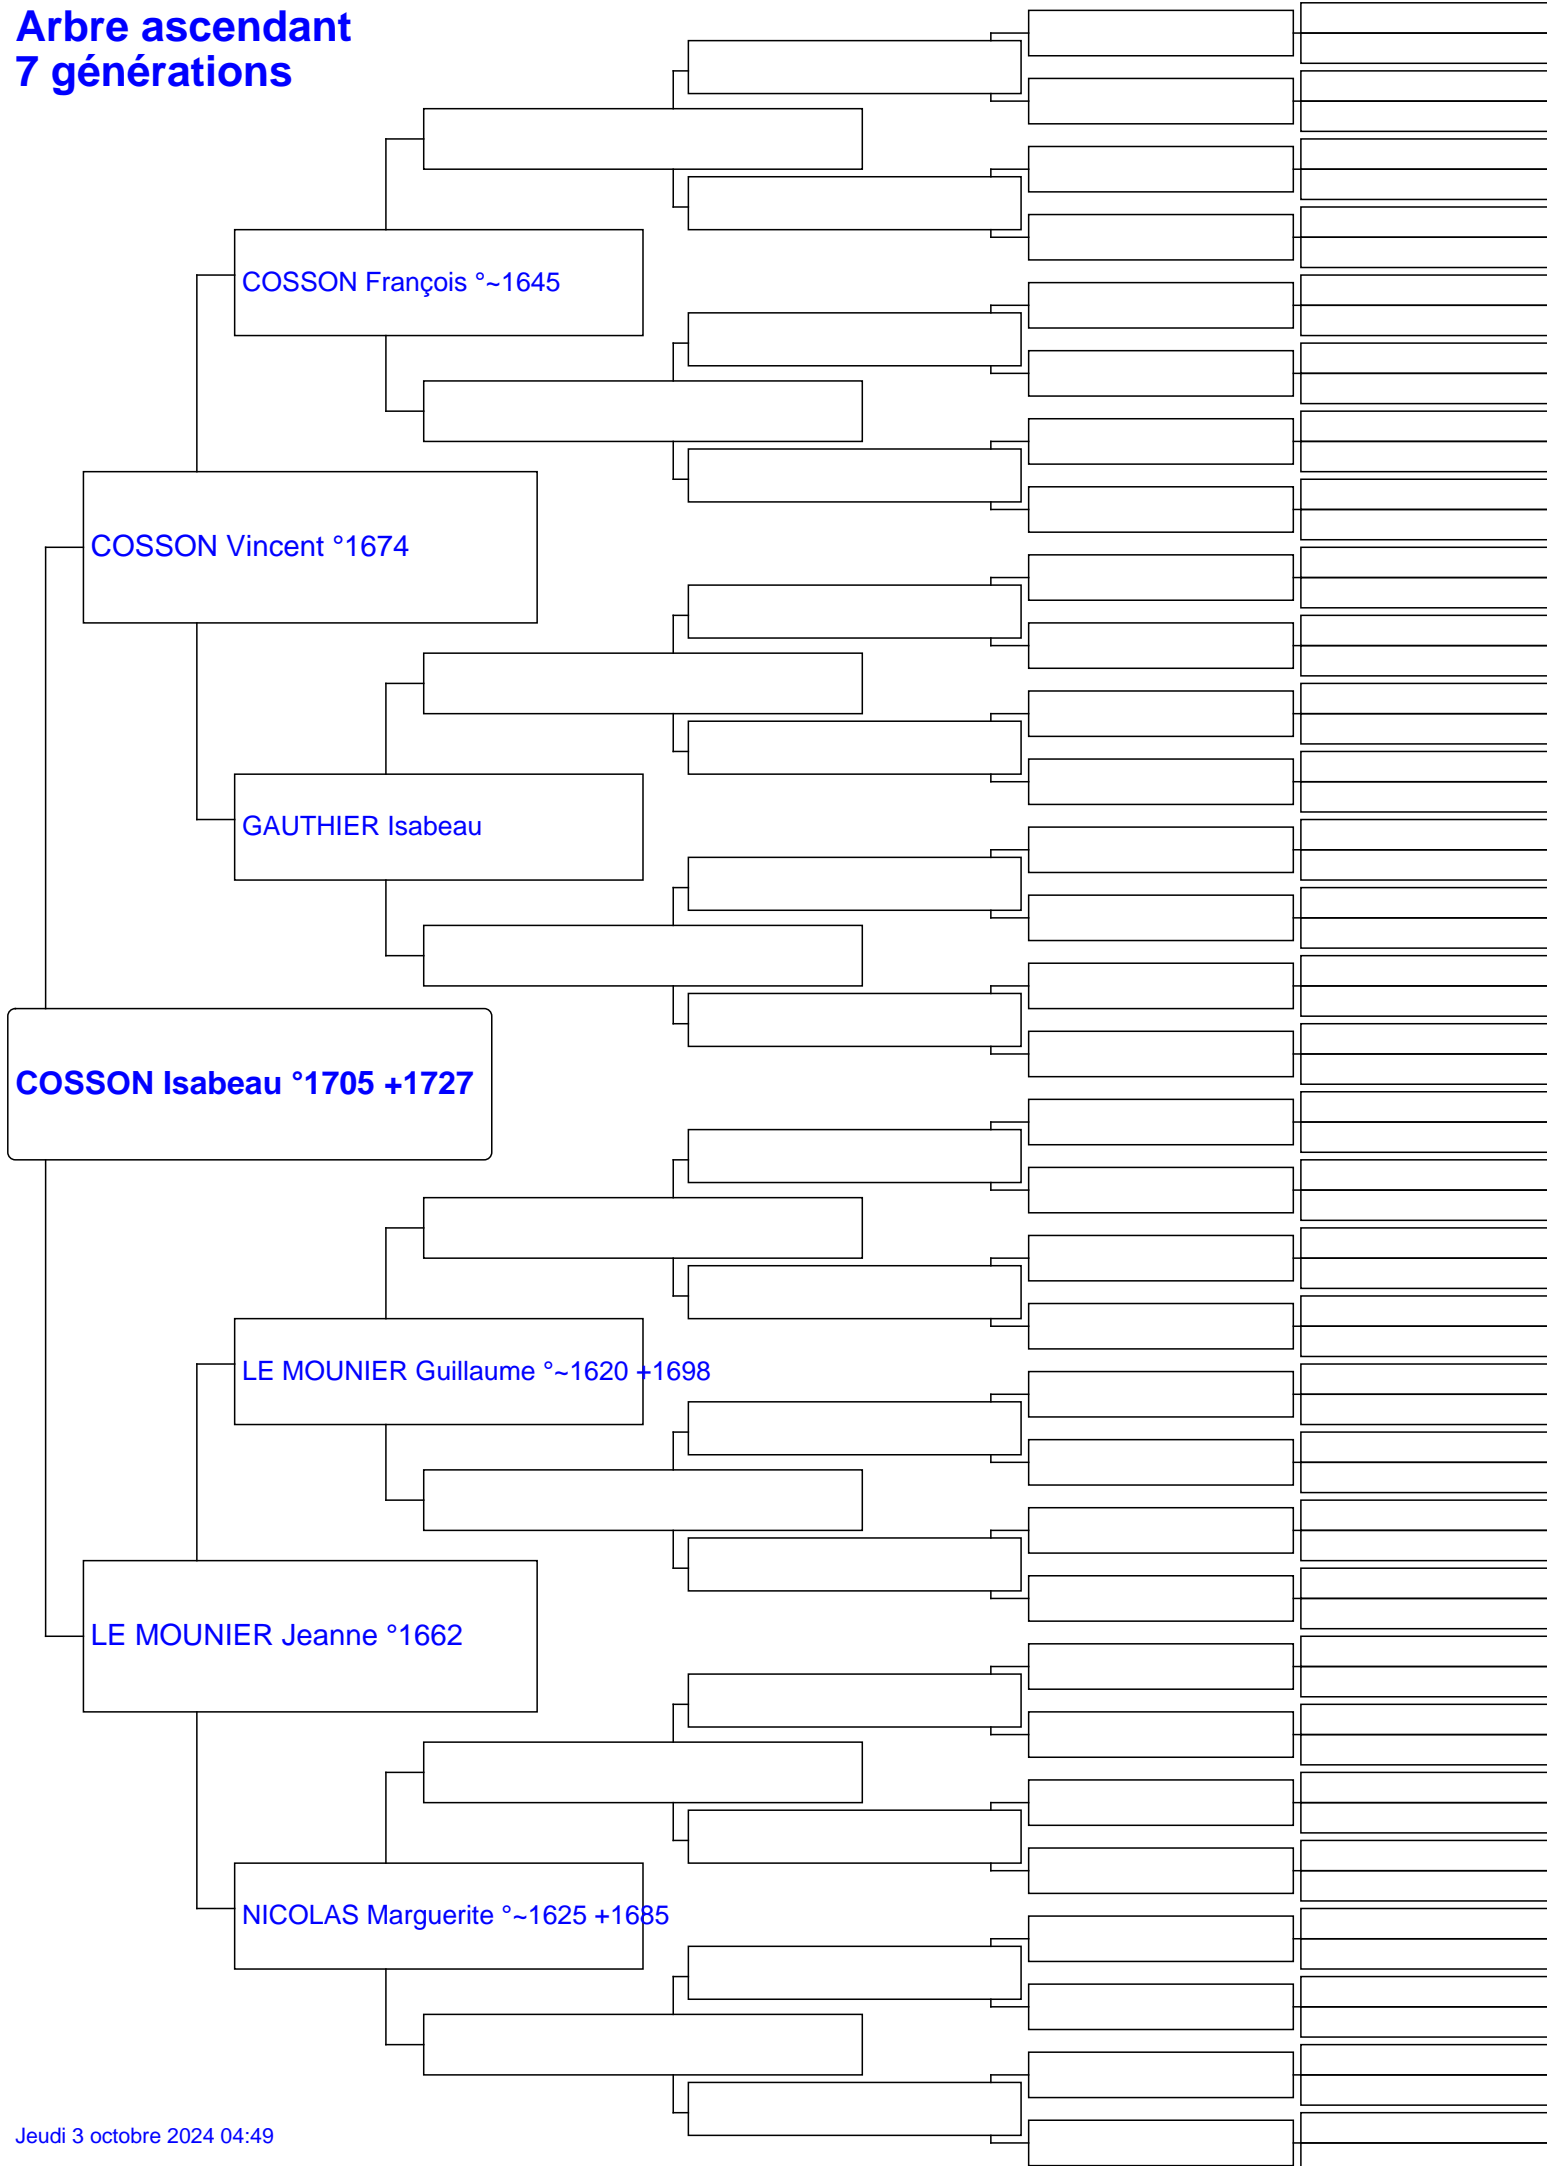 Arbre ascendant
7 générations
COSSON François °~1645
COSSON Vincent °1674
GAUTHIER Isabeau
COSSON Isabeau °1705 +1727
LE MOUNIER Guillaume °~1620 +1698
LE MOUNIER Jeanne °1662
NICOLAS Marguerite °~1625 +1685
Jeudi 3 octobre 2024 04:49